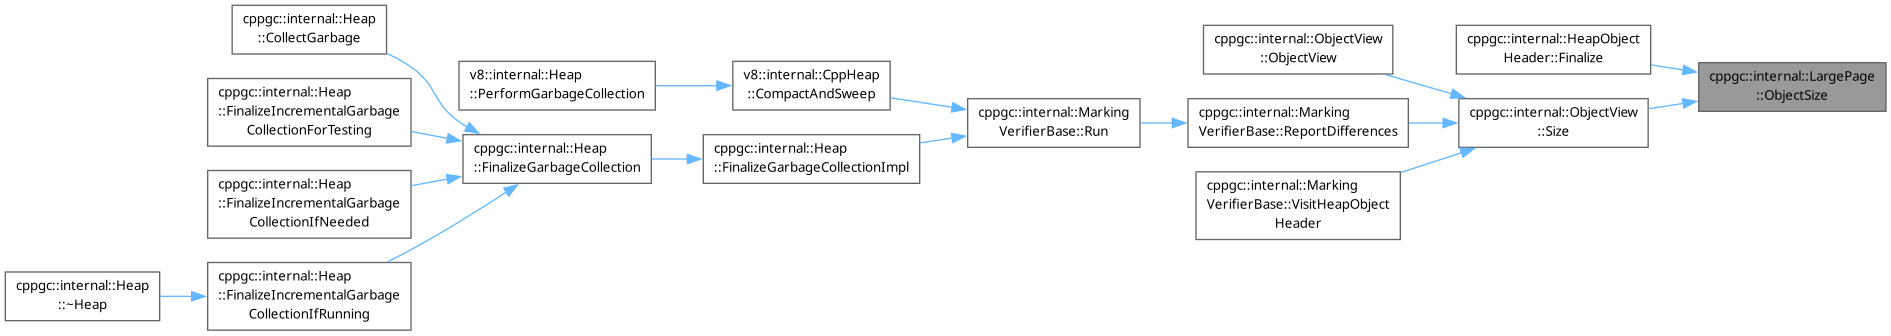 cppgc::internal::Heap
::CollectGarbage
cppgc::internal::Heap
::FinalizeIncrementalGarbage
CollectionForTesting
cppgc::internal::Heap
::FinalizeIncrementalGarbage
CollectionIfNeeded
cppgc::internal::Heap
::~Heap
cppgc::internal::Heap
::FinalizeIncrementalGarbage
CollectionIfRunning
v8::internal::Heap
::PerformGarbageCollection
cppgc::internal::Heap
::FinalizeGarbageCollection
v8::internal::CppHeap
::CompactAndSweep
cppgc::internal::Heap
::FinalizeGarbageCollectionImpl
cppgc::internal::Marking
VerifierBase::Run
cppgc::internal::ObjectView
::ObjectView
cppgc::internal::Marking
VerifierBase::ReportDifferences
cppgc::internal::Marking
VerifierBase::VisitHeapObject
Header
cppgc::internal::HeapObject
Header::Finalize
cppgc::internal::ObjectView
::Size
cppgc::internal::LargePage
::ObjectSize